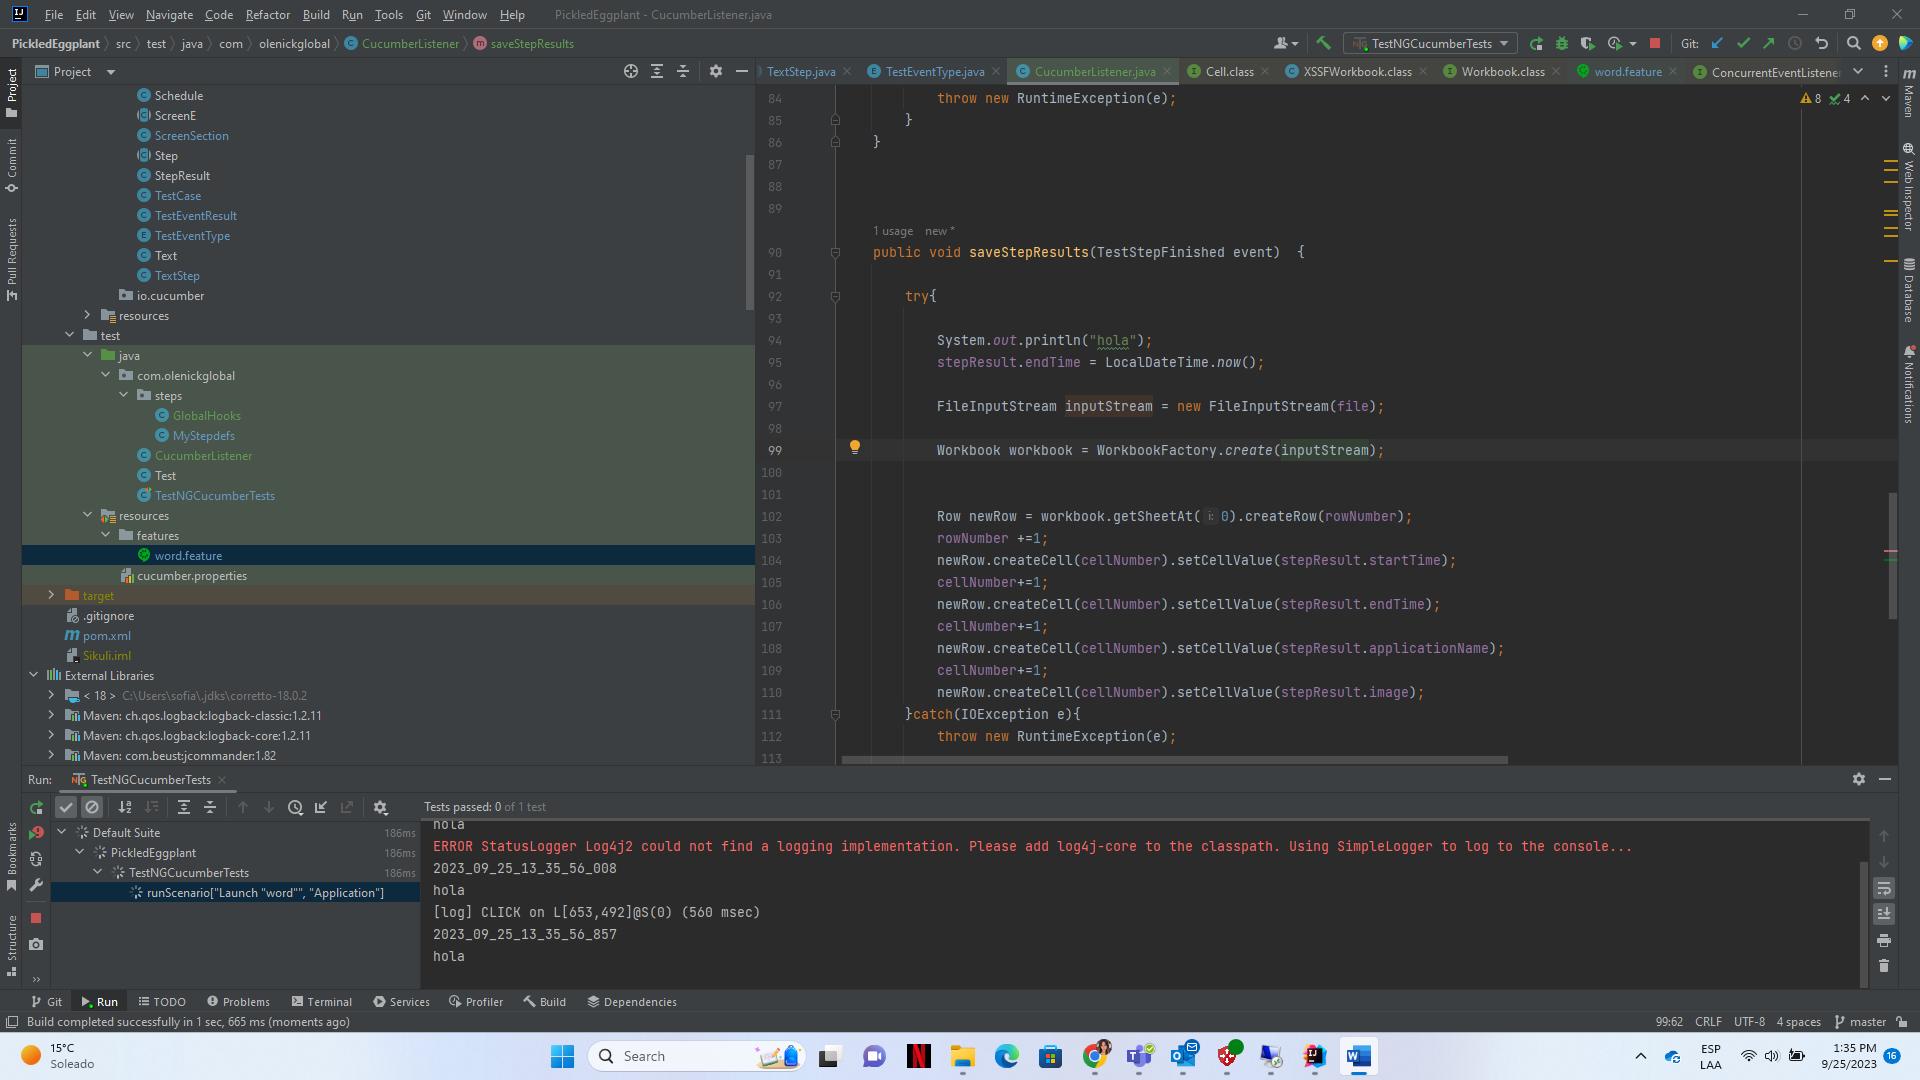 File Edit View Navigate Code Refactor Build Run Tools Git Window Help PickledEggplant - CucumberListener.java
PickledEggplant src test java com olenickglobal CucumberListener saveStepResults TestNGCucumberTests Git:
Project
TextStep.java TestEventType.java CucumberListener.java Cell.class XSSFWorkbook.class Workbook.class word.feature ConcurrentEventListene
Project
Commit
Pull Requests
Bookmarks
Structure
Maven
Web Inspector
Database
Notifications
Schedule
ScreenE
ScreenSection
Step
StepResult
TestCase
TestEventResult
TestEventType
Text
TextStep
io.cucumber
resources
test
java
com.olenickglobal
steps
GlobalHooks
MyStepdefs
CucumberListener
Test
TestNGCucumberTests
resources
features
word.feature
cucumber.properties
target
.gitignore
pom.xml
Sikuli.iml
External Libraries
< 18 > C:\Users\sofia\.jdks\corretto-18.0.2
Maven: ch.qos.logback:logback-classic:1.2.11
Maven: ch.qos.logback:logback-core:1.2.11
Maven: com.beust:jcommander:1.82
8 4
84 throw new RuntimeException(e);
85 }
86 }
87
88
89
1 usage new *
90 public void saveStepResults(TestStepFinished event) {
91
92 try{
93
94 System.out.println("hola");
95 stepResult.endTime = LocalDateTime.now();
96
97 FileInputStream inputStream = new FileInputStream(file);
98
99 Workbook workbook = WorkbookFactory.create(inputStream);
100
101
102 Row newRow = workbook.getSheetAt( i: 0).createRow(rowNumber);
103 rowNumber +=1;
104 newRow.createCell(cellNumber).setCellValue(stepResult.startTime);
105 cellNumber+=1;
106 newRow.createCell(cellNumber).setCellValue(stepResult.endTime);
107 cellNumber+=1;
108 newRow.createCell(cellNumber).setCellValue(stepResult.applicationName);
109 cellNumber+=1;
110 newRow.createCell(cellNumber).setCellValue(stepResult.image);
111 }catch(IOException e){
112 throw new RuntimeException(e);
113
Run: TestNGCucumberTests
Tests passed: 0 of 1 test
Default Suite 186ms
PickledEggplant 186ms
TestNGCucumberTests 186ms
runScenario["Launch "word"", "Application"] 186ms
hola
ERROR StatusLogger Log4j2 could not find a logging implementation. Please add log4j-core to the classpath. Using SimpleLogger to log to the console...
2023_09_25_13_35_56_008
hola
[log] CLICK on L[653,492]@S(0) (560 msec)
2023_09_25_13_35_56_857
hola
Git Run TODO Problems Terminal Services Profiler Build Dependencies
Build completed successfully in 1 sec, 665 ms (moments ago) 99:62 CRLF UTF-8 4 spaces master
15°C
Soleado
Search
ESP
LAA
1:35 PM
9/25/2023
16